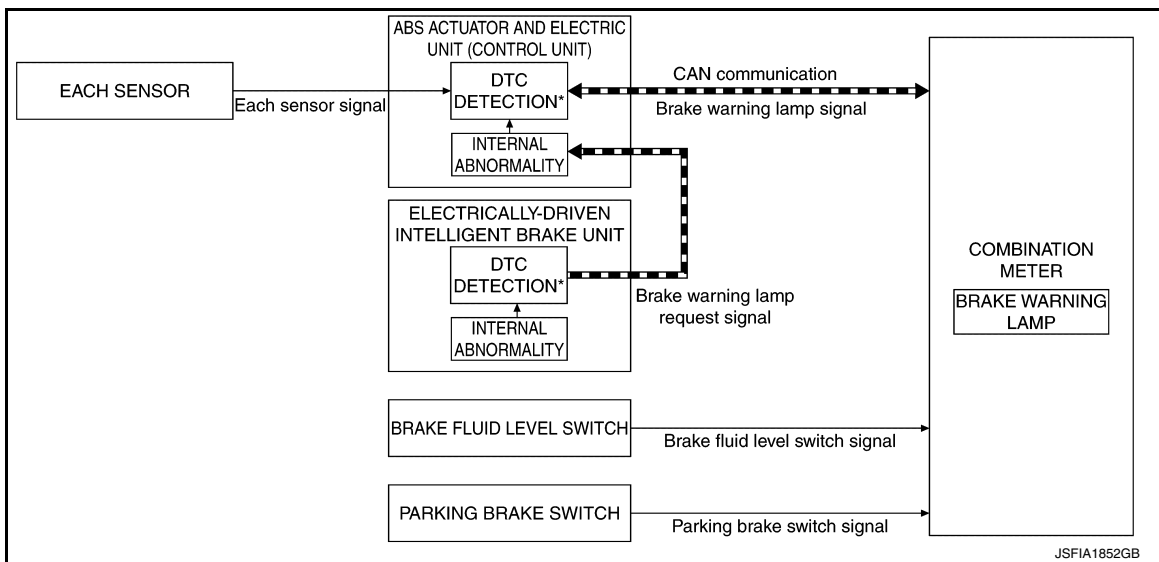 ABS ACTUATOR AND ELECTRIC
UNIT (CONTROL UNIT)
EACH SENSOR
Each sensor signal
DTC
DETECTION*
INTERNAL
ABNORMALITY
CAN communication
Brake warning lamp signal
ELECTRICALLY-DRIVEN
INTELLIGENT BRAKE UNIT
DTC
DETECTION*
INTERNAL
ABNORMALITY
Brake warning lamp
request signal
COMBINATION
METER
BRAKE WARNING
LAMP
BRAKE FLUID LEVEL SWITCH
Brake fluid level switch signal
PARKING BRAKE SWITCH
Parking brake switch signal
JSFIA1852GB